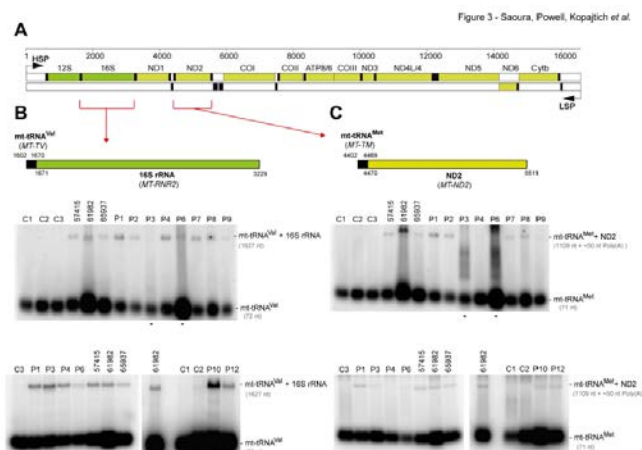 Figure 3 - Saoura, Powell, Kopajtich et al.
A
1 2000 4000 6000 8000 10000 12000 14000 16000
HSP
12S 16S ND1 ND2 COI COII ATP8/6 COIII ND3 ND4L/4 ND5 ND6 Cytb
LSP
B
mt-tRNAVal
(MT-TV)
1602 1670
1671 3229
16S rRNA
(MT-RNR2)
C1 C2 C3 57415 61982 65937 P1 P2 P3 P4 P6 P7 P8 P9
mt-tRNAVal + 16S rRNA
(1627 nt)
mt-tRNAVal
(72 nt)
* *
C3 P1 P3 P4 P6 57415 61982 65937 61982 C1 C2 P10 P12
mt-tRNAVal + 16S rRNA
(1627 nt)
mt-tRNAVal
C
mt-tRNAMet
(MT-TM)
4402 4469
4470 5519
ND2
(MT-ND2)
C1 C2 C3 57415 61982 65937 P1 P2 P3 P4 P6 P7 P8 P9
mt-tRNAMet + ND2
(1109 nt + ≈50 nt Poly(A))
mt-tRNAMet
(71 nt)
* *
C3 P1 P3 P4 P6 57415 61982 65937 61982 C1 C2 P10 P12
mt-tRNAMet + ND2
(1109 nt + ≈50 nt Poly(A))
mt-tRNAMet
(71 nt)